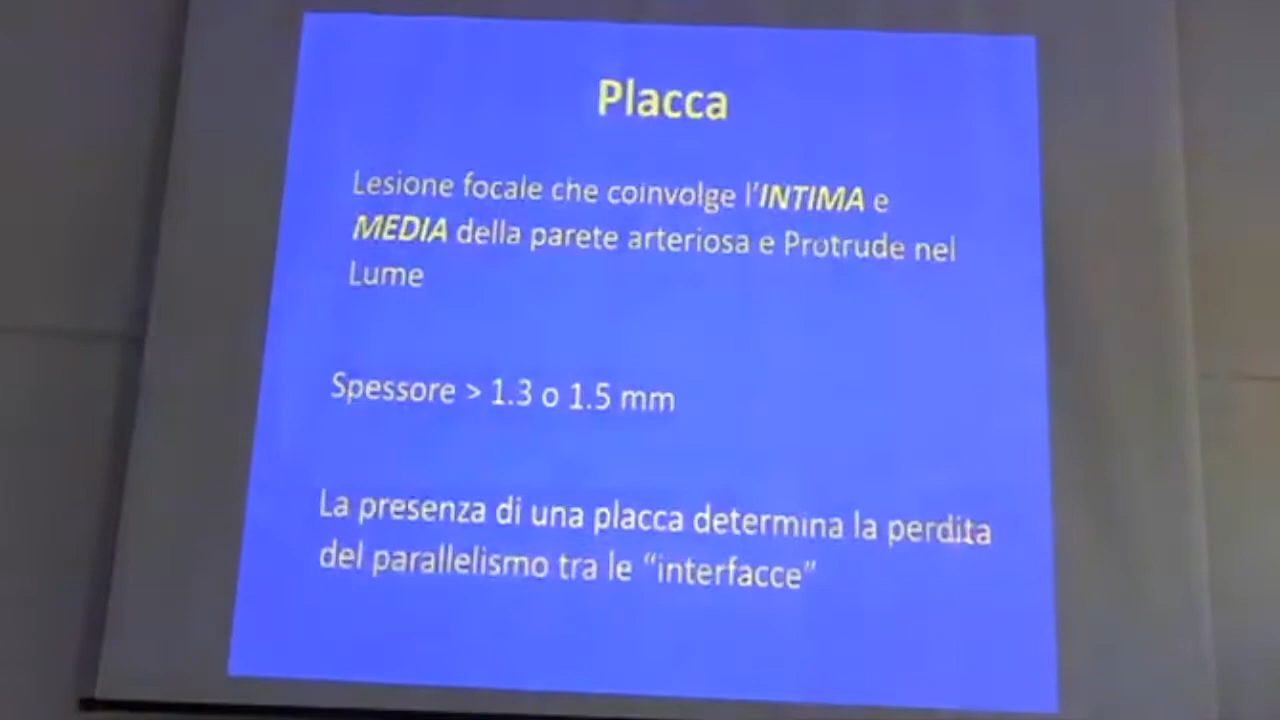 Placca
Lesione focale che coinvolge l'INTIMA e
MEDIA della parete arteriosa e Protrude nel
Lume
Spessore > 1.3 o 1.5 mm
La presenza di una placca determina la perdita
del parallelismo tra le “interfacce”